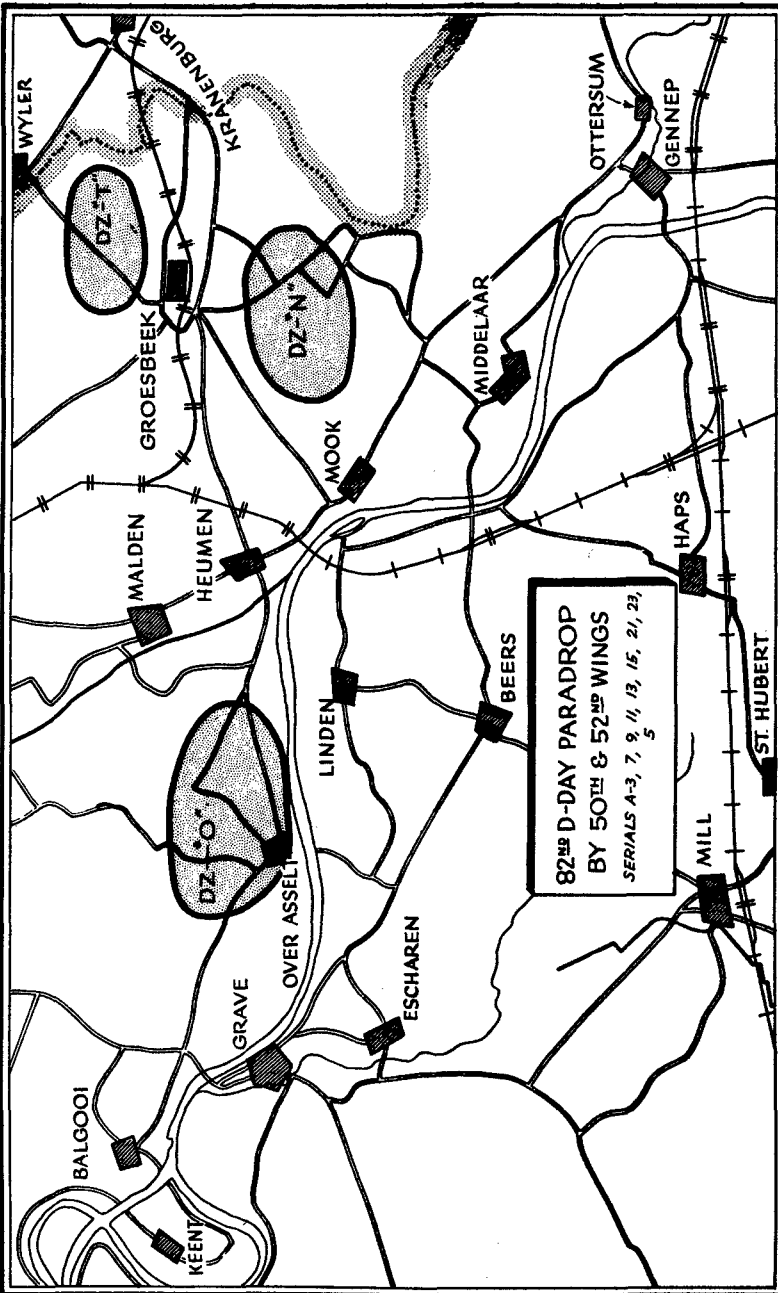 WYLER
KRANENBURG
DZ-"T"
GROESBEEK
DZ-"N"
OTTERSUM
GENNEP
MIDDELAAR
MOOK
MALDEN
HEUMEN
HAPS
DZ-"O"
OVER ASSELT
LINDEN
BEERS
82ND D-DAY PARADROP
BY 50TH & 52ND WINGS
SERIALS A-3, 7, 9, 11, 13, 15, 21, 23,
5
ST. HUBERT
MILL
GRAVE
ESCHAREN
BALGOOI
KEENT